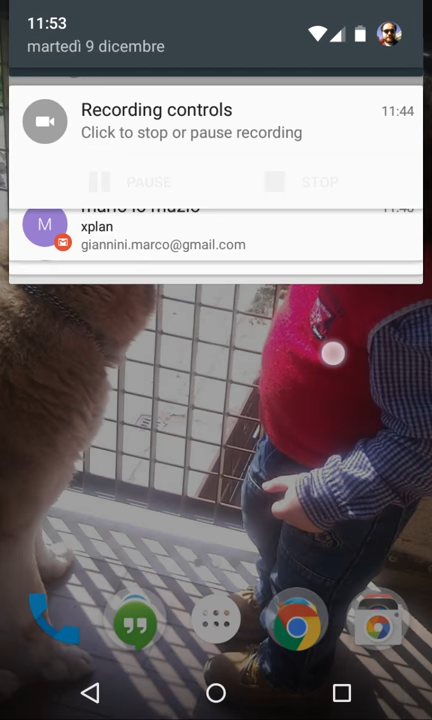 11:53
martedì 9 dicembre
Recording controls
11:44
Click to stop or pause recording
PAUSE
STOP
M
xplan
giannini.marco@gmail.com